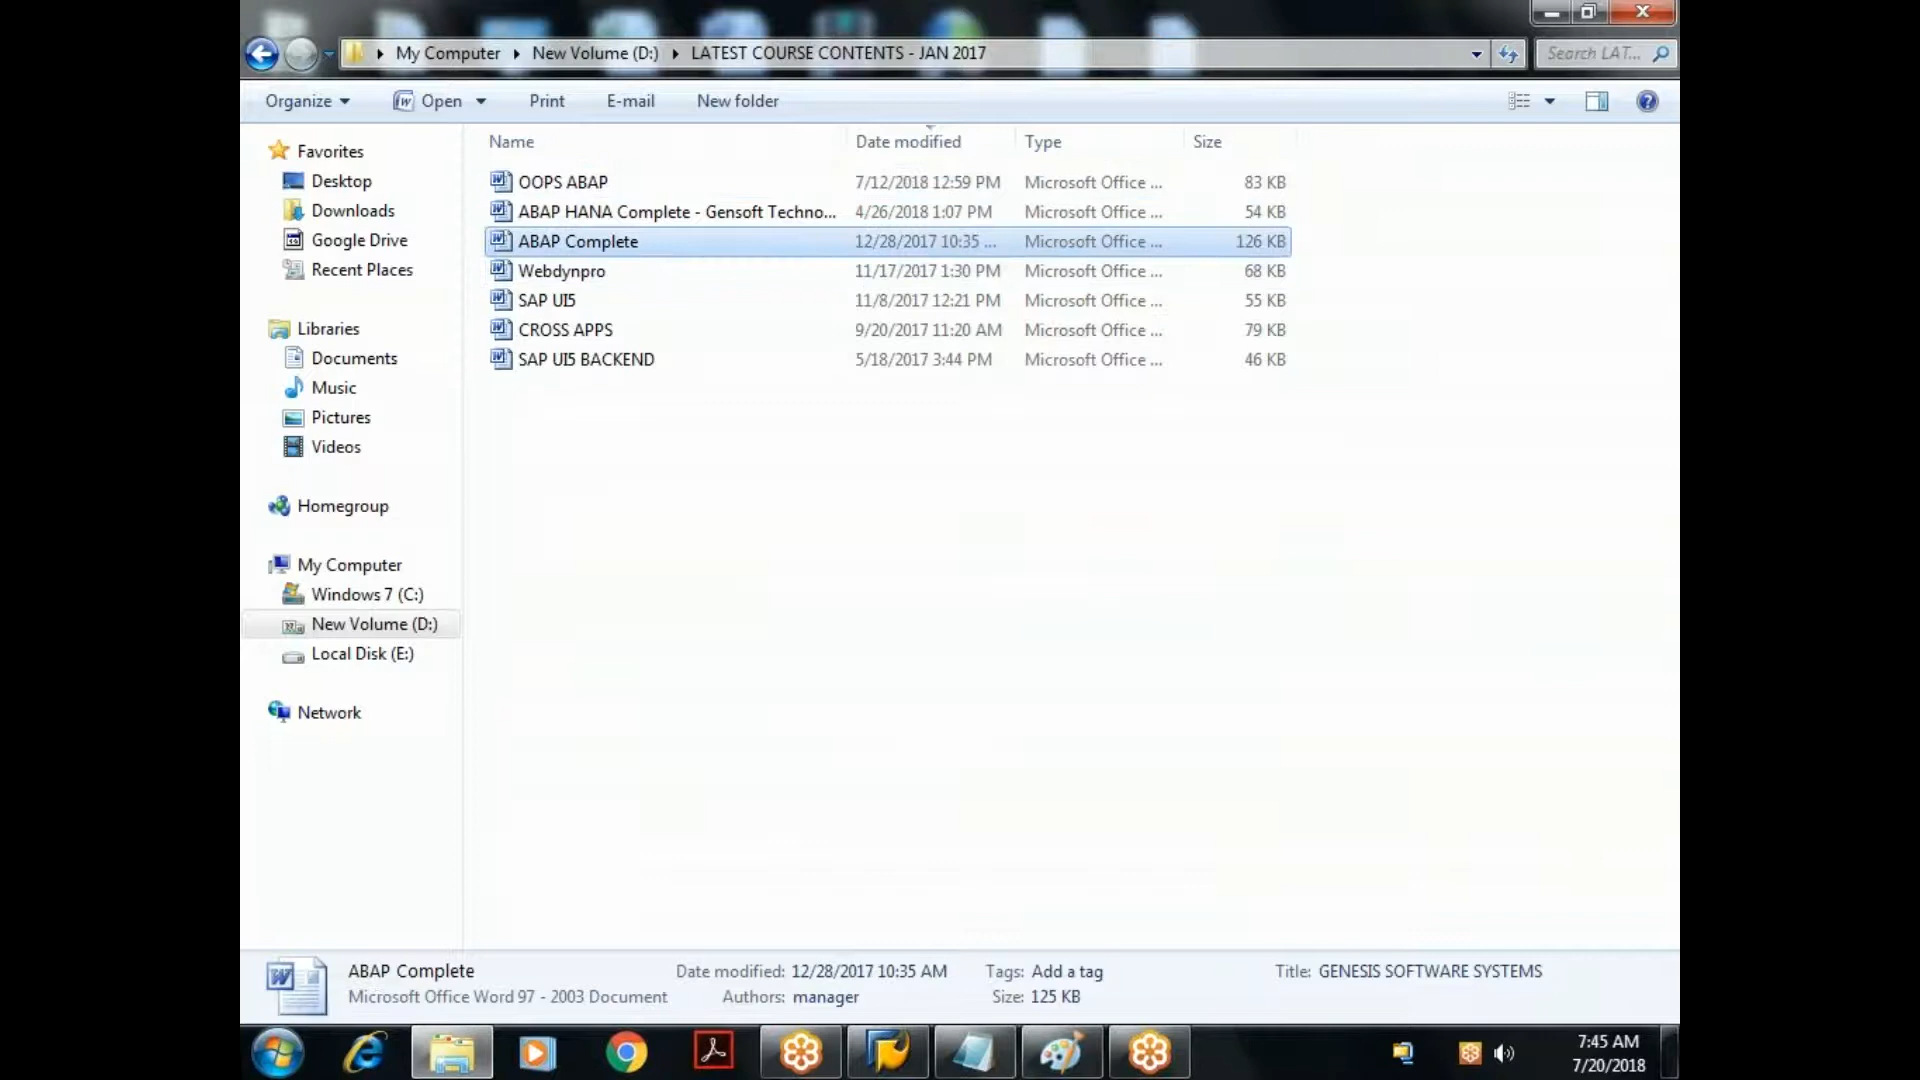 My Computer New Volume (D:) LATEST COURSE CONTENTS - JAN 2017 Search LAT...
Organize Open Print E-mail New folder
Name Date modified Type Size
Favorites
Desktop
Downloads
Google Drive
Recent Places
Libraries
Documents
Music
Pictures
Videos
Homegroup
My Computer
Windows 7 (C:)
New Volume (D:)
Local Disk (E:)
Network
OOPS ABAP 7/12/2018 12:59 PM Microsoft Office ... 83 KB
ABAP HANA Complete - Gensoft Techno... 4/26/2018 1:07 PM Microsoft Office ... 54 KB
ABAP Complete 12/28/2017 10:35 ... Microsoft Office ... 126 KB
Webdynpro 11/17/2017 1:30 PM Microsoft Office ... 68 KB
SAP UI5 11/8/2017 12:21 PM Microsoft Office ... 55 KB
CROSS APPS 9/20/2017 11:20 AM Microsoft Office ... 79 KB
SAP UI5 BACKEND 5/18/2017 3:44 PM Microsoft Office ... 46 KB
ABAP Complete Date modified: 12/28/2017 10:35 AM Tags: Add a tag Title: GENESIS SOFTWARE SYSTEMS
Microsoft Office Word 97 - 2003 Document Authors: manager Size: 125 KB
7:45 AM
7/20/2018